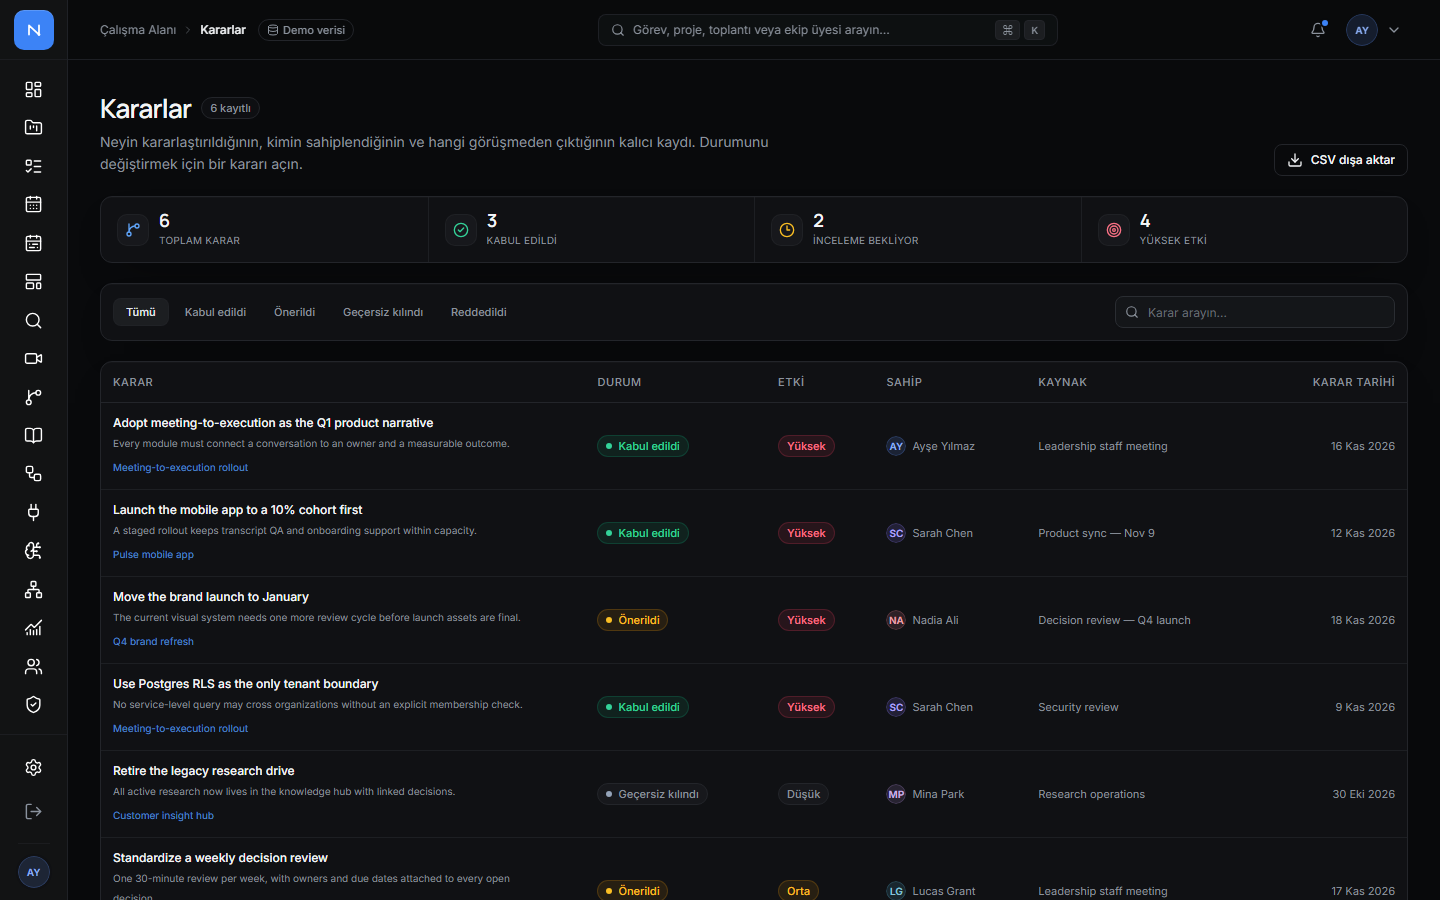 Çalışma Alanı
Kararlar
Demo verisi
Görev, proje, toplantı veya ekip üyesi arayın...
⌘ K
AY
Kararlar
6 kayıtlı
Neyin kararlaştırıldığının, kimin sahiplendiğinin ve hangi görüşmeden çıktığının kalıcı kaydı. Durumunu
değiştirmek için bir kararı açın.
CSV dışa aktar
6
TOPLAM KARAR
3
KABUL EDİLDİ
2
İNCELEME BEKLİYOR
4
YÜKSEK ETKİ
Tümü
Kabul edildi
Önerildi
Geçersiz kılındı
Reddedildi
Karar arayın...
KARAR
DURUM
ETKİ
SAHİP
KAYNAK
KARAR TARİHİ
Adopt meeting-to-execution as the Q1 product narrative
Every module must connect a conversation to an owner and a measurable outcome.
Meeting-to-execution rollout
Kabul edildi
Yüksek
AY Ayşe Yılmaz
Leadership staff meeting
16 Kas 2026
Launch the mobile app to a 10% cohort first
A staged rollout keeps transcript QA and onboarding support within capacity.
Pulse mobile app
Kabul edildi
Yüksek
SC Sarah Chen
Product sync — Nov 9
12 Kas 2026
Move the brand launch to January
The current visual system needs one more review cycle before launch assets are final.
Q4 brand refresh
Önerildi
Yüksek
NA Nadia Ali
Decision review — Q4 launch
18 Kas 2026
Use Postgres RLS as the only tenant boundary
No service-level query may cross organizations without an explicit membership check.
Meeting-to-execution rollout
Kabul edildi
Yüksek
SC Sarah Chen
Security review
9 Kas 2026
Retire the legacy research drive
All active research now lives in the knowledge hub with linked decisions.
Customer insight hub
Geçersiz kılındı
Düşük
MP Mina Park
Research operations
30 Eki 2026
Standardize a weekly decision review
One 30-minute review per week, with owners and due dates attached to every open
decision.
Önerildi
Orta
LG Lucas Grant
Leadership staff meeting
17 Kas 2026
AY